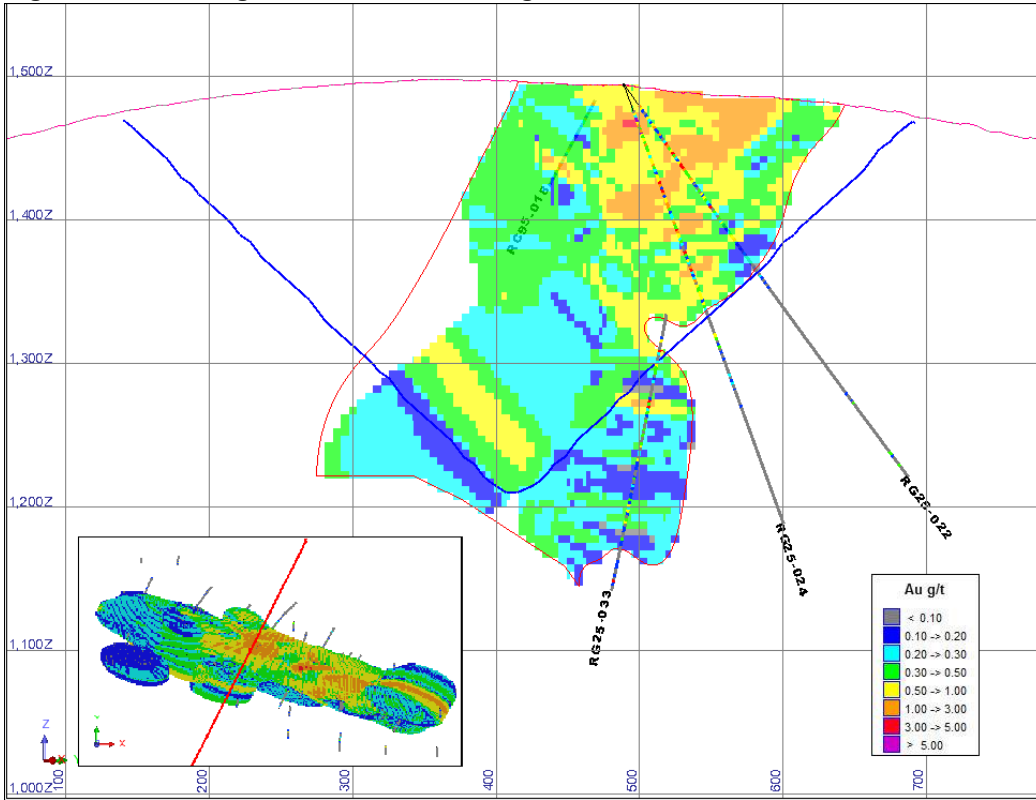 1,500Z
1,400Z
1,300Z
1,200Z
1,100Z
1,000Z
RC95-018
RG25-022
RG25-024
RG25-033
Au g/t
< 0.10
0.10 -> 0.20
0.20 -> 0.30
0.30 -> 0.50
0.50 -> 1.00
1.00 -> 3.00
3.00 -> 5.00
> 5.00
Z
Y
X
100
200
300
400
500
600
700